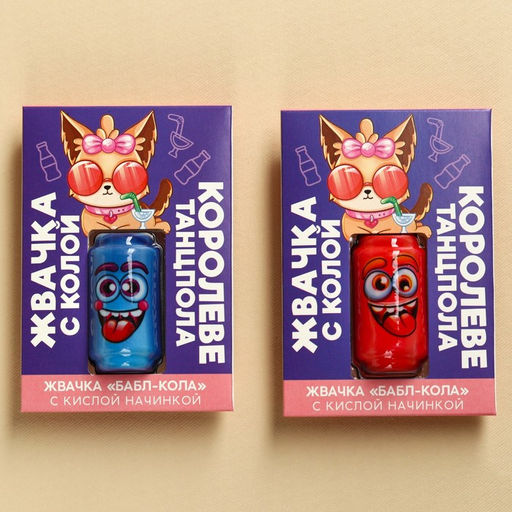 ЖВАЧКА
С КОЛОЙ
КОРОЛЕВЕ
ТАНЦПОЛА
ЖВАЧКА «БАБЛ-КОЛА»
С КИСЛОЙ НАЧИНКОЙ
ЖВАЧКА
С КОЛОЙ
КОРОЛЕВЕ
ТАНЦПОЛА
ЖВАЧКА «БАБЛ-КОЛА»
С КИСЛОЙ НАЧИНКОЙ